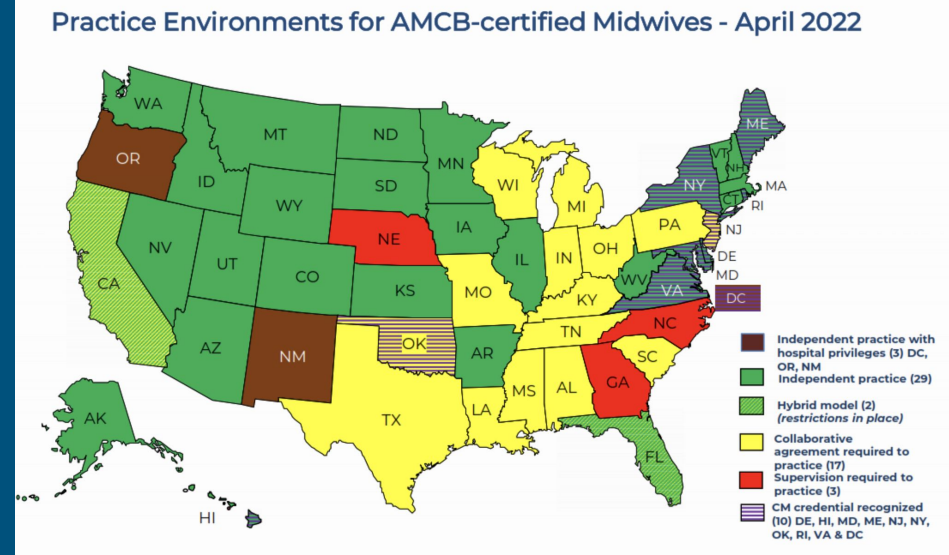 Practice Environments for AMCB-certified Midwives - April 2022
WA
OR
CA
NV
ID
MT
WY
UT
AZ
CO
NM
ND
SD
NE
KS
OK
TX
MN
IA
MO
AR
LA
WI
IL
MI
IN
OH
KY
TN
MS
AL
GA
FL
SC
NC
VA
WV
PA
NY
VT
NH
ME
MA
CT
RI
NJ
DE
MD
DC
AK
HI
Independent practice with
hospital privileges (3) DC,
OR, NM
Independent practice (29)
Hybrid model (2)
(restrictions in place)
Collaborative
agreement required to
practice (17)
Supervision required to
practice (3)
CM credential recognized
(10) DE, HI, MD, ME, NJ, NY,
OK, RI, VA & DC